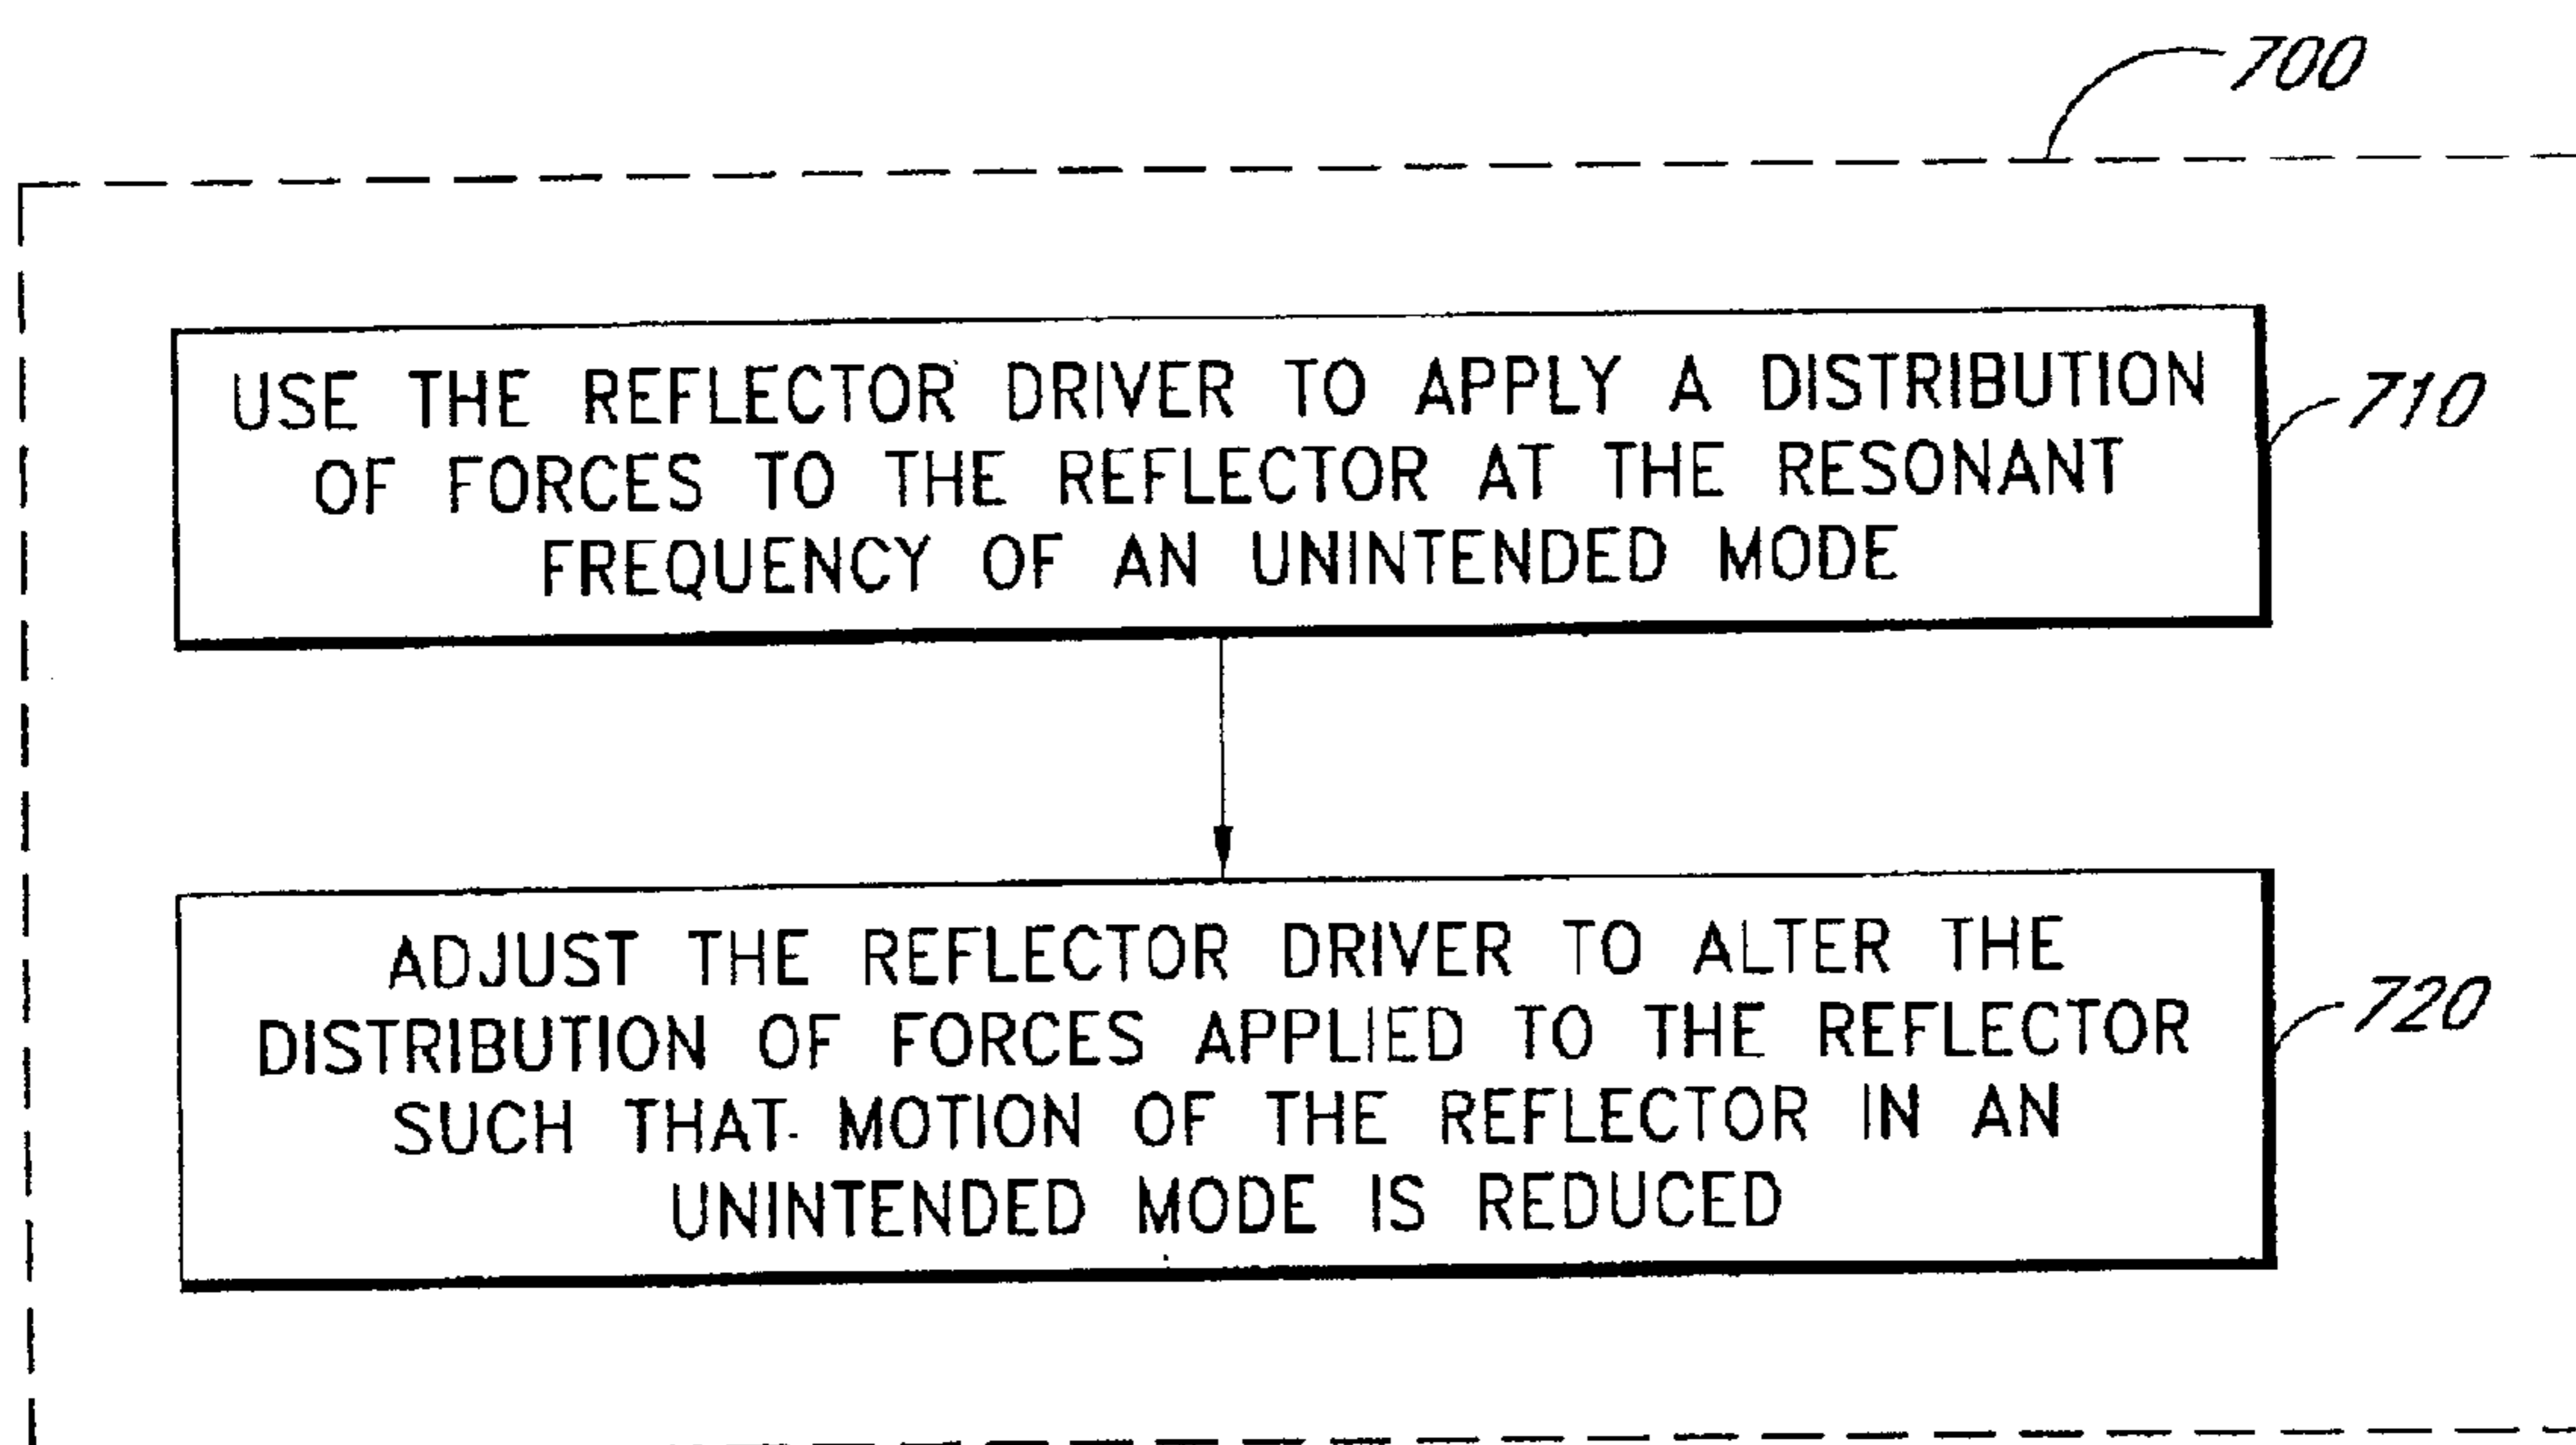 700
USE THE REFLECTOR DRIVER TO APPLY A DISTRIBUTION
OF FORCES TO THE REFLECTOR AT THE RESONANT
FREQUENCY OF AN UNINTENDED MODE
710
ADJUST THE REFLECTOR DRIVER TO ALTER THE
DISTRIBUTION OF FORCES APPLIED TO THE REFLECTOR
SUCH THAT MOTION OF THE REFLECTOR IN AN
UNINTENDED MODE IS REDUCED
720